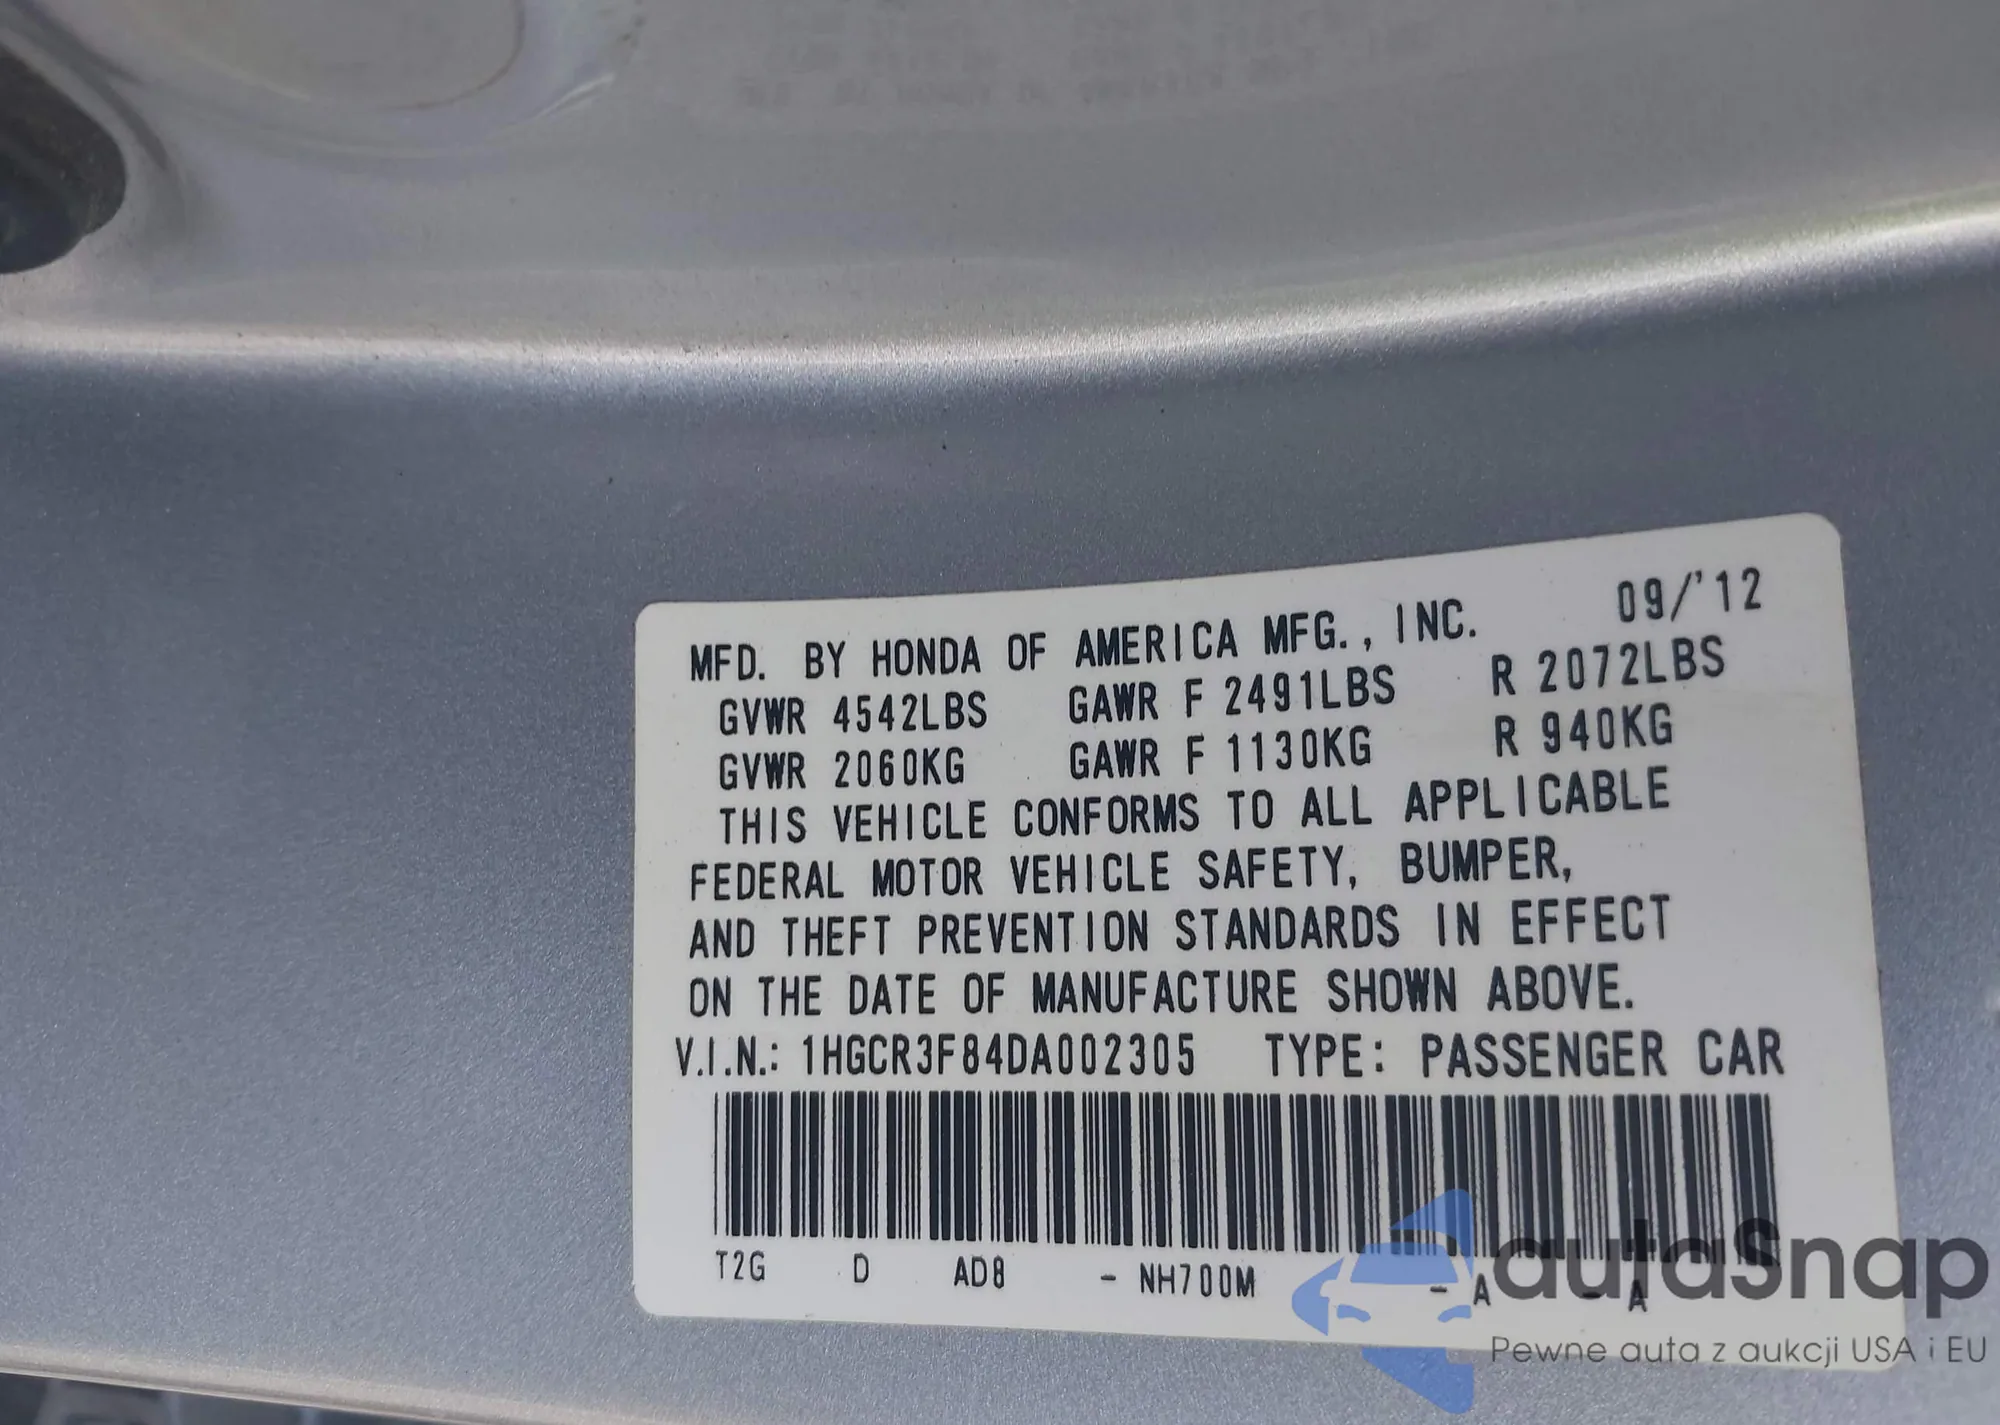 MFD. BY HONDA OF AMERICA MFG., INC. 09/'12
GVWR 4542LBS GAWR F 2491LBS R 2072LBS
GVWR 2060KG GAWR F 1130KG R 940KG
THIS VEHICLE CONFORMS TO ALL APPLICABLE
FEDERAL MOTOR VEHICLE SAFETY, BUMPER,
AND THEFT PREVENTION STANDARDS IN EFFECT
ON THE DATE OF MANUFACTURE SHOWN ABOVE.
V.I.N.: 1HGCR3F84DA002305 TYPE: PASSENGER CAR
T2G D AD8 - NH700M - A - A
autaSnap
Pewne auta z aukcji USA i EU